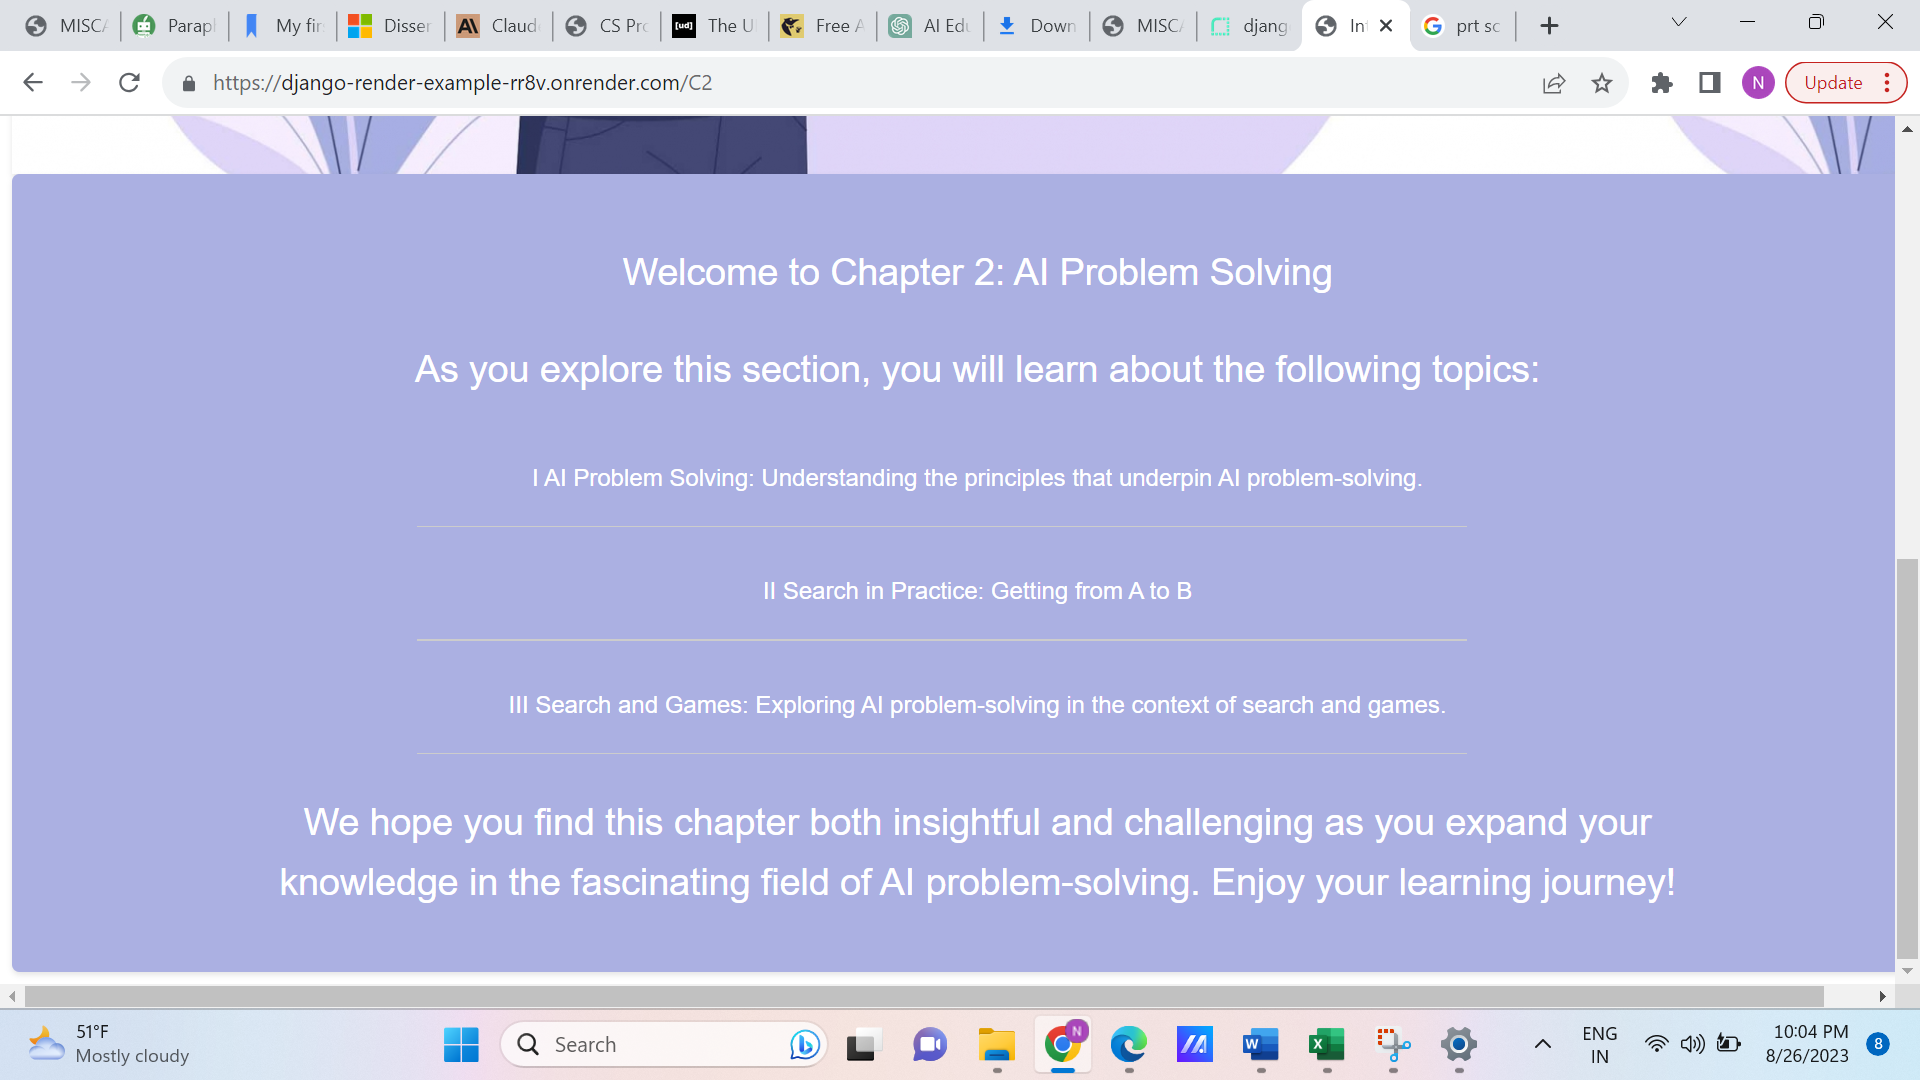 MISCA
Parapl
My fir
Disser
Claude
CS Pro
The U
Free A
AI Edu
Down
MISCA
djang
Int
prt sc
https://django-render-example-rr8v.onrender.com/C2
N
Update
Welcome to Chapter 2: AI Problem Solving
As you explore this section, you will learn about the following topics:
I AI Problem Solving: Understanding the principles that underpin AI problem-solving.
II Search in Practice: Getting from A to B
III Search and Games: Exploring AI problem-solving in the context of search and games.
We hope you find this chapter both insightful and challenging as you expand your
knowledge in the fascinating field of AI problem-solving. Enjoy your learning journey!
51°F
Mostly cloudy
Search
N
ENG
IN
10:04 PM
8/26/2023
8